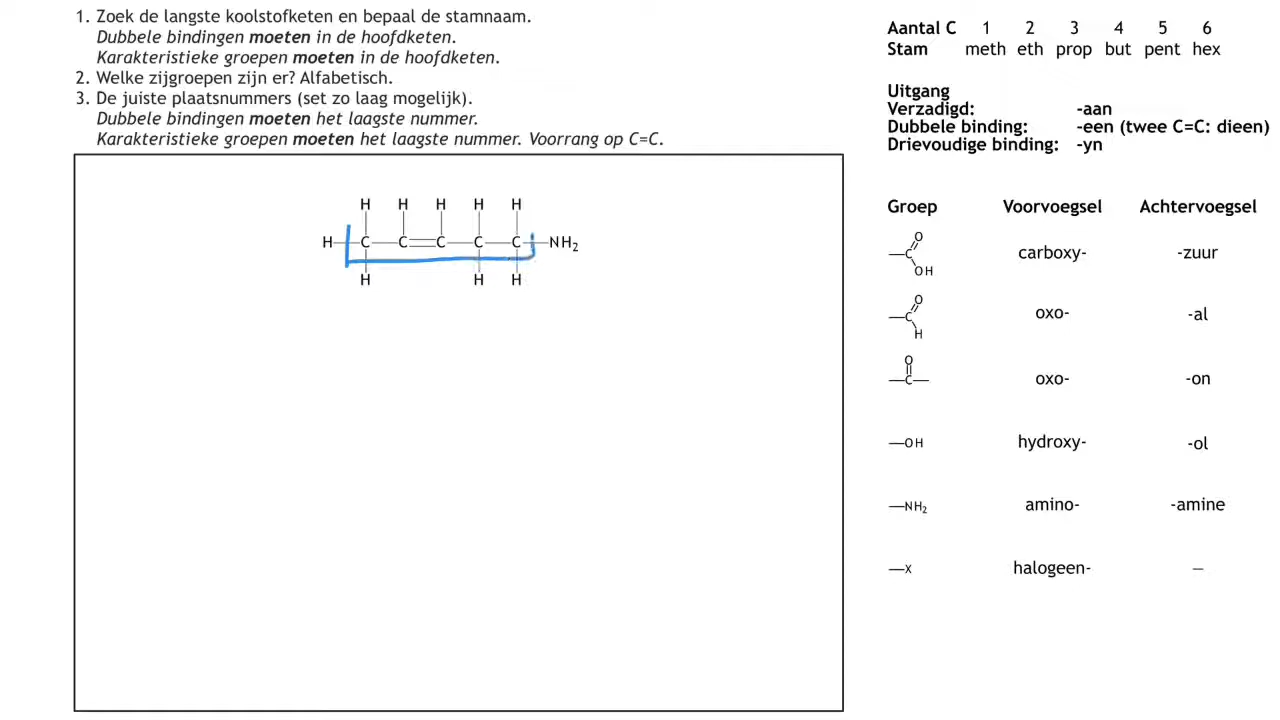 1. Zoek de langste koolstofketen en bepaal de stamnaam.
Dubbele bindingen moeten in de hoofdketen.
Karakteristieke groepen moeten in de hoofdketen.
2. Welke zijgroepen zijn er? Alfabetisch.
3. De juiste plaatsnummers (set zo laag mogelijk).
Dubbele bindingen moeten het laagste nummer.
Karakteristieke groepen moeten het laagste nummer. Voorrang op C=C.
H H H H H
H C C C C C NH₂
H H H
Aantal C 1 2 3 4 5 6
Stam meth eth prop but pent hex
Uitgang
Verzadigd: -aan
Dubbele binding: -een (twee C=C: dieen)
Drievoudige binding: -yn
Groep Voorvoegsel Achtervoegsel
O
C carboxy- -zuur
OH
O
C oxo- -al
H
O
C oxo- -on
OH hydroxy- -ol
NH₂ amino- -amine
X halogeen- —